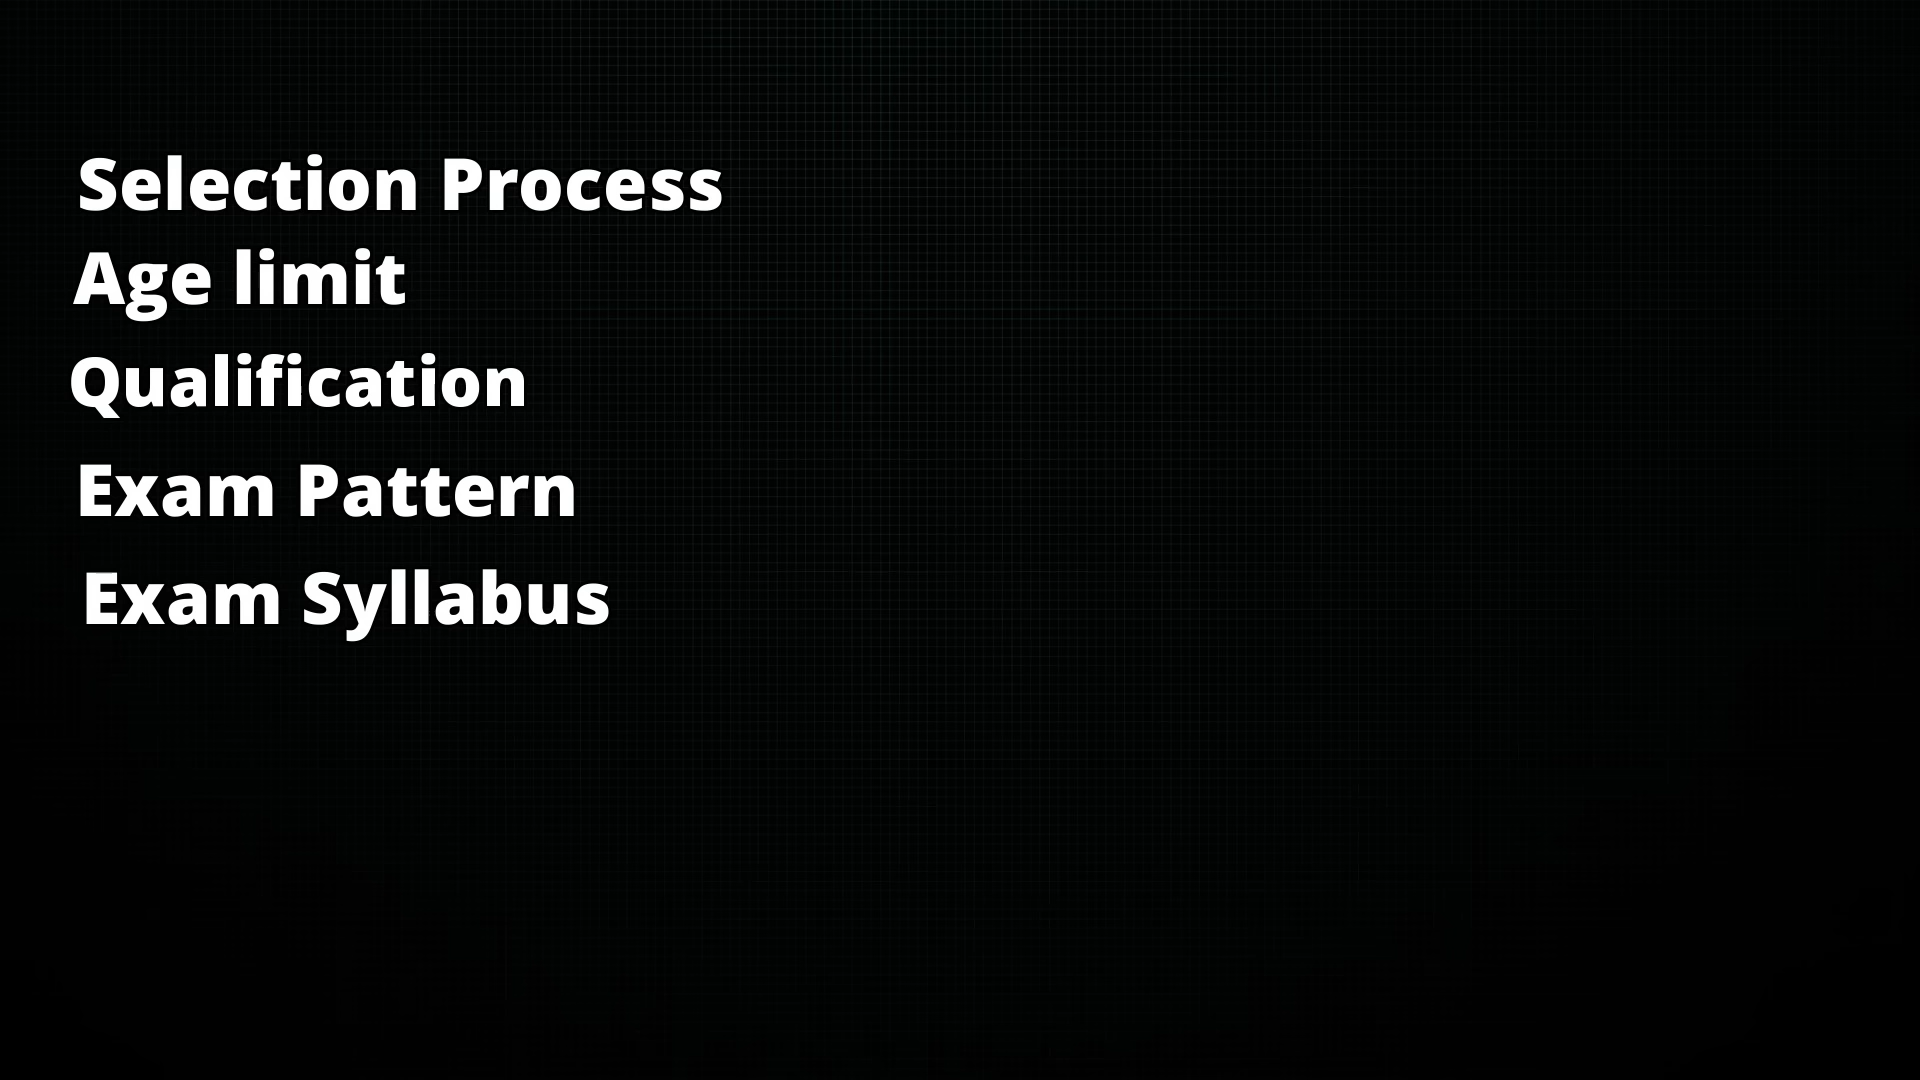 Selection Process
Age limit
Qualification
Exam Pattern
Exam Syllabus